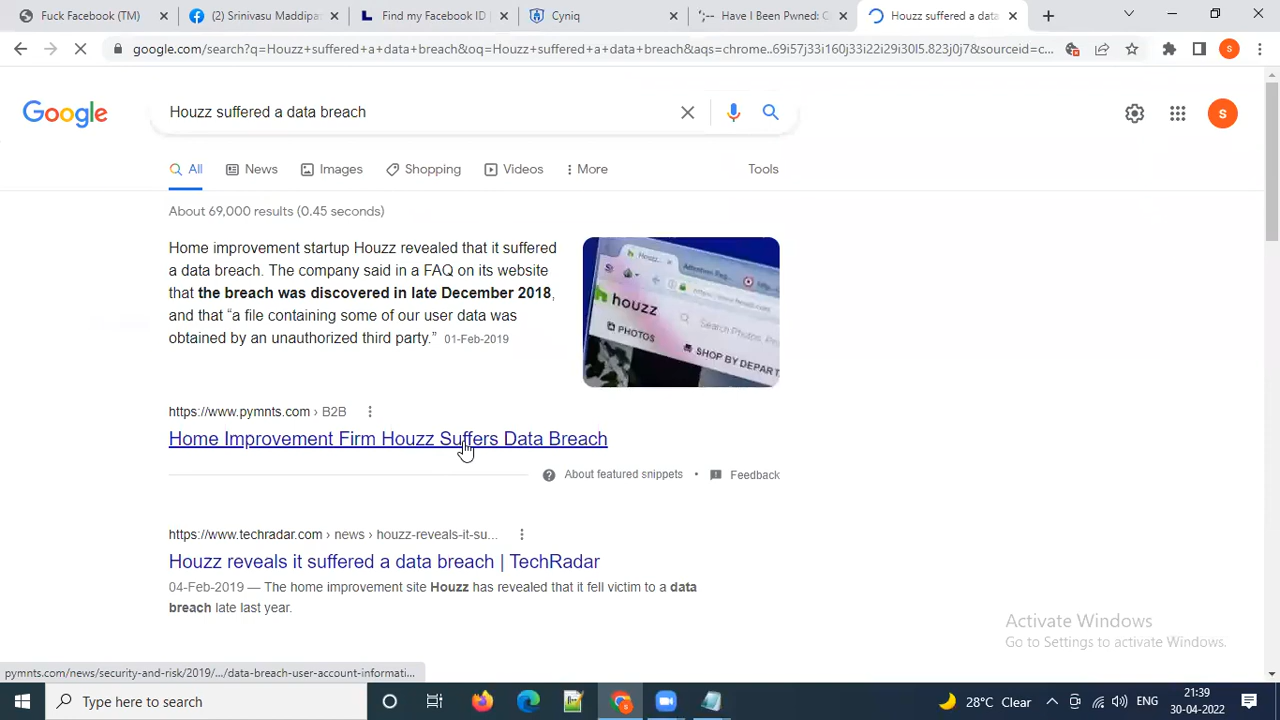 Fuck Facebook (TM)
(2) Srinivasu Maddipa
Find my Facebook ID
Cyniq
Have I Been Pwned: C
Houzz suffered a data
google.com/search?q=Houzz+suffered+a+data+breach&oq=Houzz+suffered+a+data+breach&aqs=chrome..69i57j33i160j33i22i29i30l5.823j0j7&sourceid=c...
S
Google
Houzz suffered a data breach
S
All
News
Images
Shopping
Videos
More
Tools
About 69,000 results (0.45 seconds)
Home improvement startup Houzz revealed that it suffered
a data breach. The company said in a FAQ on its website
that the breach was discovered in late December 2018,
and that “a file containing some of our user data was
obtained by an unauthorized third party.” 01-Feb-2019
Houzz
houzz
PHOTOS
SHOP BY DEPART
https://www.pymnts.com › B2B
Home Improvement Firm Houzz Suffers Data Breach
About featured snippets • Feedback
https://www.techradar.com › news › houzz-reveals-it-su...
Houzz reveals it suffered a data breach | TechRadar
04-Feb-2019 — The home improvement site Houzz has revealed that it fell victim to a data
breach late last year.
Activate Windows
Go to Settings to activate Windows.
pymnts.com/news/security-and-risk/2019/.../data-breach-user-account-informati...
Type here to search
28°C Clear
ENG
21:39
30-04-2022